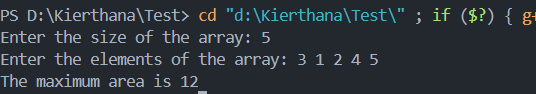 PS D:\Kierthana\Test> cd "d:\Kierthana\Test\" ; if ($?) { g
Enter the size of the array: 5
Enter the elements of the array: 3 1 2 4 5
The maximum area is 12